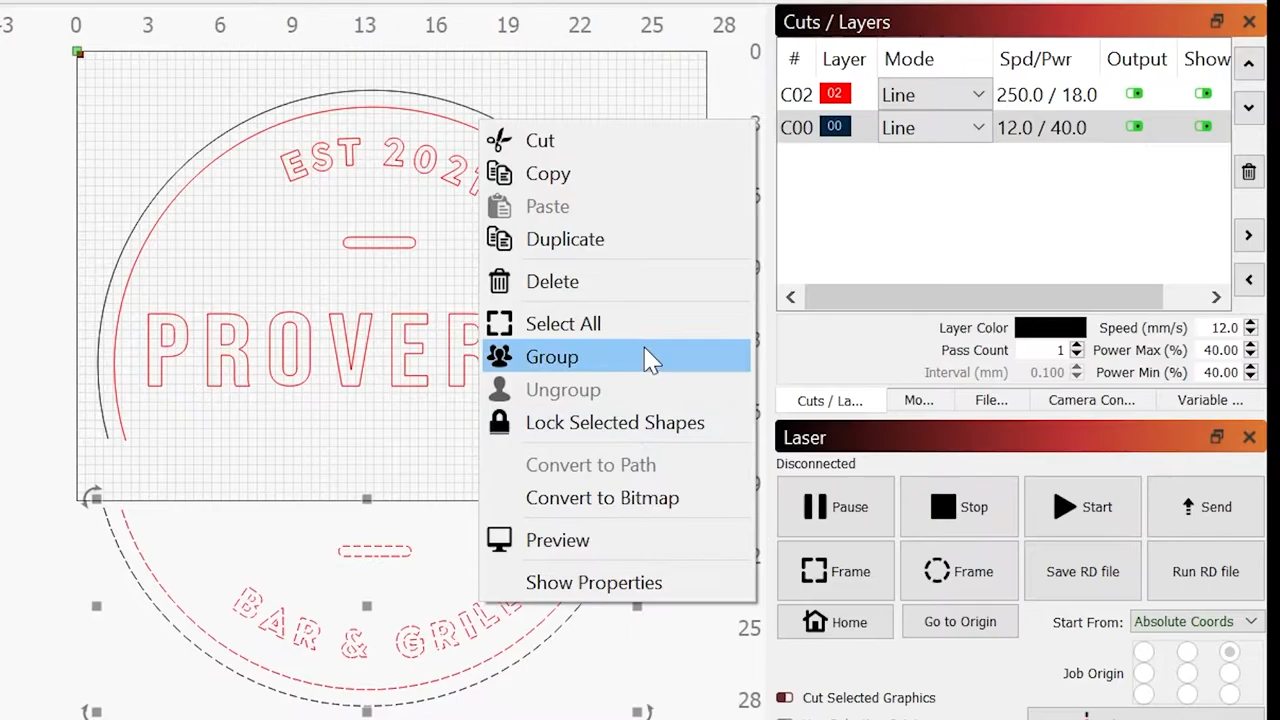 -3 0 3 6 9 13 16 19 22 25 28
0
EST 202
PROVE
BAR & GRILL
25
28
Cut
Copy
Paste
Duplicate
Delete
Select All
Group
Ungroup
Lock Selected Shapes
Convert to Path
Convert to Bitmap
Preview
Show Properties
Cuts / Layers
# Layer Mode Spd/Pwr Output Show
C02 02 Line 250.0 / 18.0
C00 00 Line 12.0 / 40.0
Layer Color Speed (mm/s) 12.0
Pass Count 1 Power Max (%) 40.00
Interval (mm) 0.100 Power Min (%) 40.00
Cuts / La... Mo... File... Camera Con... Variable ...
Laser
Disconnected
Pause Stop Start Send
Frame Frame Save RD file Run RD file
Home Go to Origin Start From: Absolute Coords
Job Origin
Cut Selected Graphics